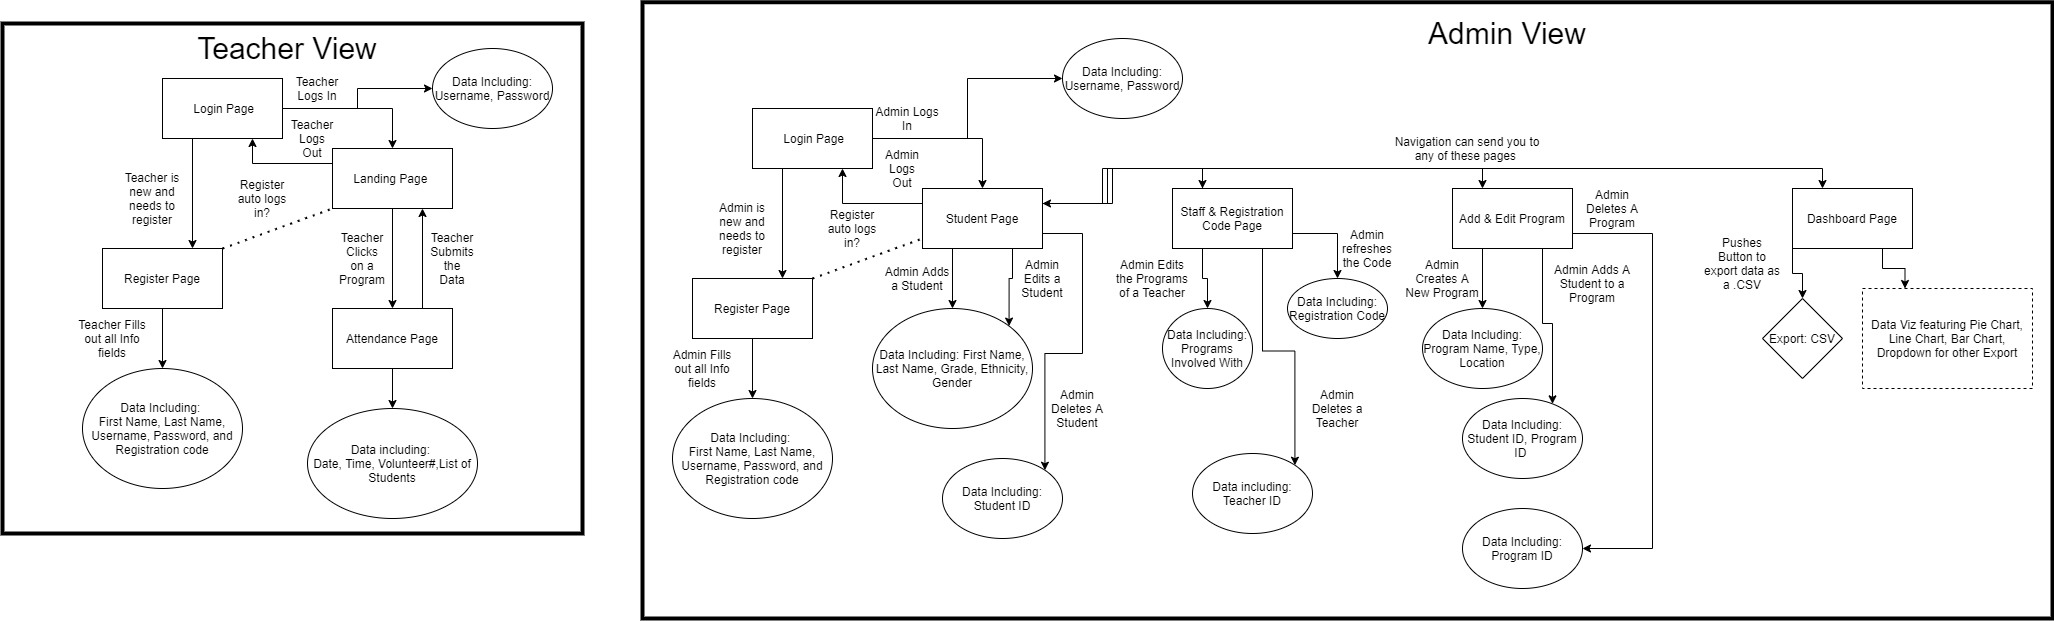 Teacher View
Data Including:
Username, Password
Teacher
Logs In
Login Page
Teacher
Logs
Out
Landing Page
Teacher is
new and
needs to
register
Register
auto logs
in?
Teacher
Clicks
on a
Program
Teacher
Submits
the
Data
Register Page
Teacher Fills
out all Info
fields
Attendance Page
Data Including:
First Name, Last Name,
Username, Password, and
Registration code
Data including:
Date, Time, Volunteer#,List of
Students
Admin View
Data Including:
Username, Password
Admin Logs
In
Login Page
Admin
Logs
Out
Navigation can send you to
any of these pages
Admin is
new and
needs to
register
Register
auto logs
in?
Student Page
Staff & Registration
Code Page
Add & Edit Program
Admin
Deletes A
Program
Dashboard Page
Admin Adds
a Student
Admin
Edits a
Student
Admin Edits
the Programs
of a Teacher
Admin
refreshes
the Code
Admin
Creates A
New Program
Admin Adds A
Student to a
Program
Pushes
Button to
export data as
a .CSV
Register Page
Data Including:
Registration Code
Admin Fills
out all Info
fields
Data Including: First Name,
Last Name, Grade, Ethnicity,
Gender
Data Including:
Programs
Involved With
Data Including:
Program Name, Type,
Location
Export: CSV
Data Viz featuring Pie Chart,
Line Chart, Bar Chart,
Dropdown for other Export
Admin
Deletes A
Student
Admin
Deletes a
Teacher
Data Including:
First Name, Last Name,
Username, Password, and
Registration code
Data Including:
Student ID, Program
ID
Data Including:
Student ID
Data including:
Teacher ID
Data Including:
Program ID